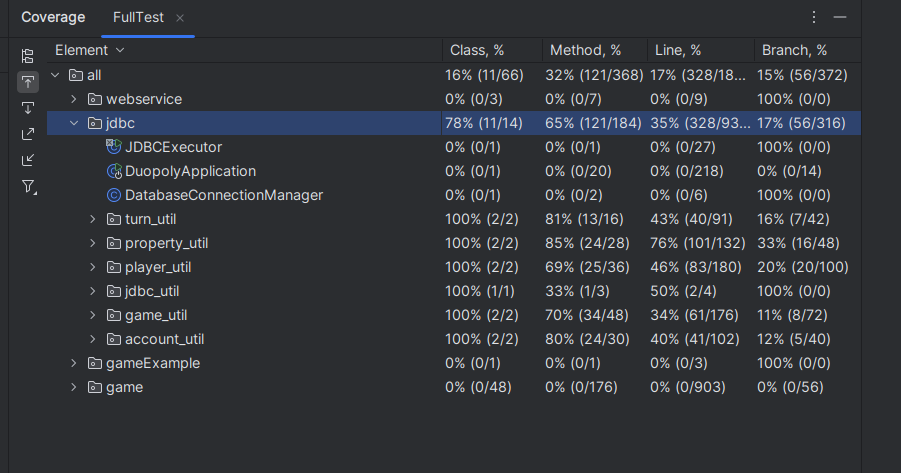 Coverage FullTest
Element Class, % Method, % Line, % Branch, %
all 16% (11/66) 32% (121/368) 17% (328/18... 15% (56/372)
webservice 0% (0/3) 0% (0/7) 0% (0/9) 100% (0/0)
jdbc 78% (11/14) 65% (121/184) 35% (328/93... 17% (56/316)
JDBCExecutor 0% (0/1) 0% (0/1) 0% (0/27) 100% (0/0)
DuopolyApplication 0% (0/1) 0% (0/20) 0% (0/218) 0% (0/14)
DatabaseConnectionManager 0% (0/1) 0% (0/2) 0% (0/6) 100% (0/0)
turn_util 100% (2/2) 81% (13/16) 43% (40/91) 16% (7/42)
property_util 100% (2/2) 85% (24/28) 76% (101/132) 33% (16/48)
player_util 100% (2/2) 69% (25/36) 46% (83/180) 20% (20/100)
jdbc_util 100% (1/1) 33% (1/3) 50% (2/4) 100% (0/0)
game_util 100% (2/2) 70% (34/48) 34% (61/176) 11% (8/72)
account_util 100% (2/2) 80% (24/30) 40% (41/102) 12% (5/40)
gameExample 0% (0/1) 0% (0/1) 0% (0/3) 100% (0/0)
game 0% (0/48) 0% (0/176) 0% (0/903) 0% (0/56)